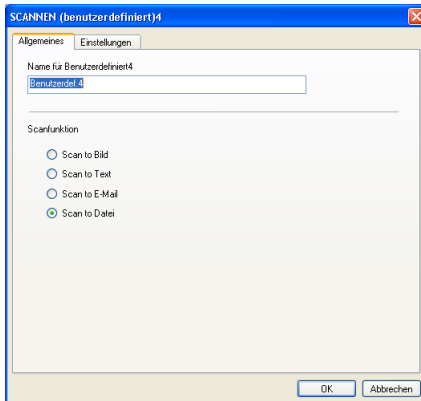 SCANNEN (benutzerdefiniert)4
Allgemeines Einstellungen
Name für Benutzerdefiniert4
Benutzerdef.4
Scanfunktion
Scan to Bild
Scan to Text
Scan to E-Mail
Scan to Datei
OK Abbrechen